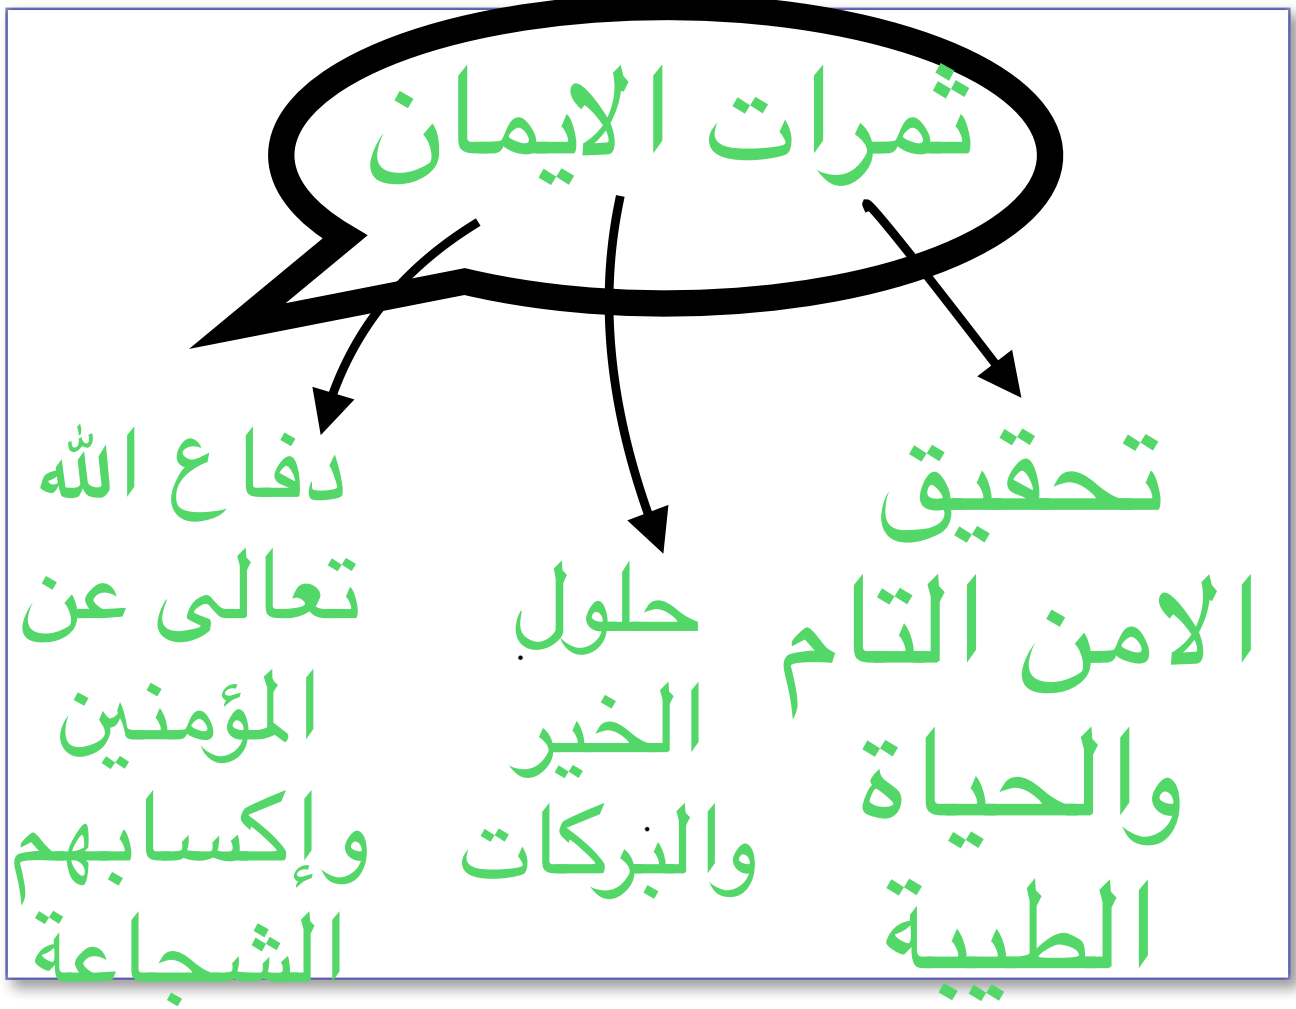 ثمرات الايمان
تحقيق
الامن التام
والحياة
الطيبة
حلول
الخير
والبركات
دفاع الله
تعالى عن
المؤمنين
وإكسابهم
الشجاعة